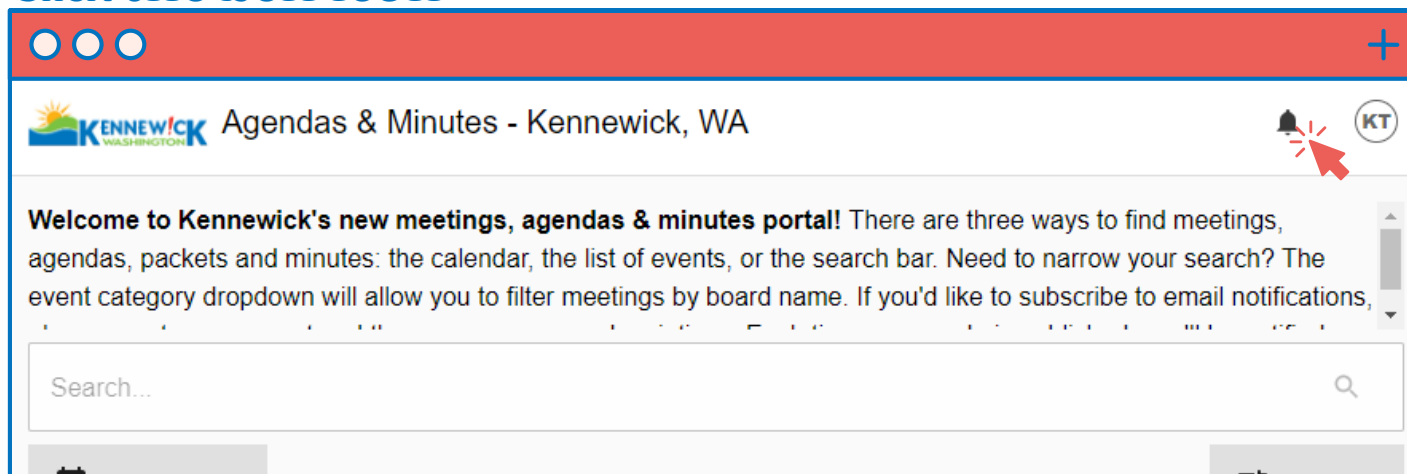 KENNEW!CK
WASHINGTON
Agendas & Minutes - Kennewick, WA
KT
Welcome to Kennewick's new meetings, agendas & minutes portal! There are three ways to find meetings,
agendas, packets and minutes: the calendar, the list of events, or the search bar. Need to narrow your search? The
event category dropdown will allow you to filter meetings by board name. If you'd like to subscribe to email notifications,
Search...